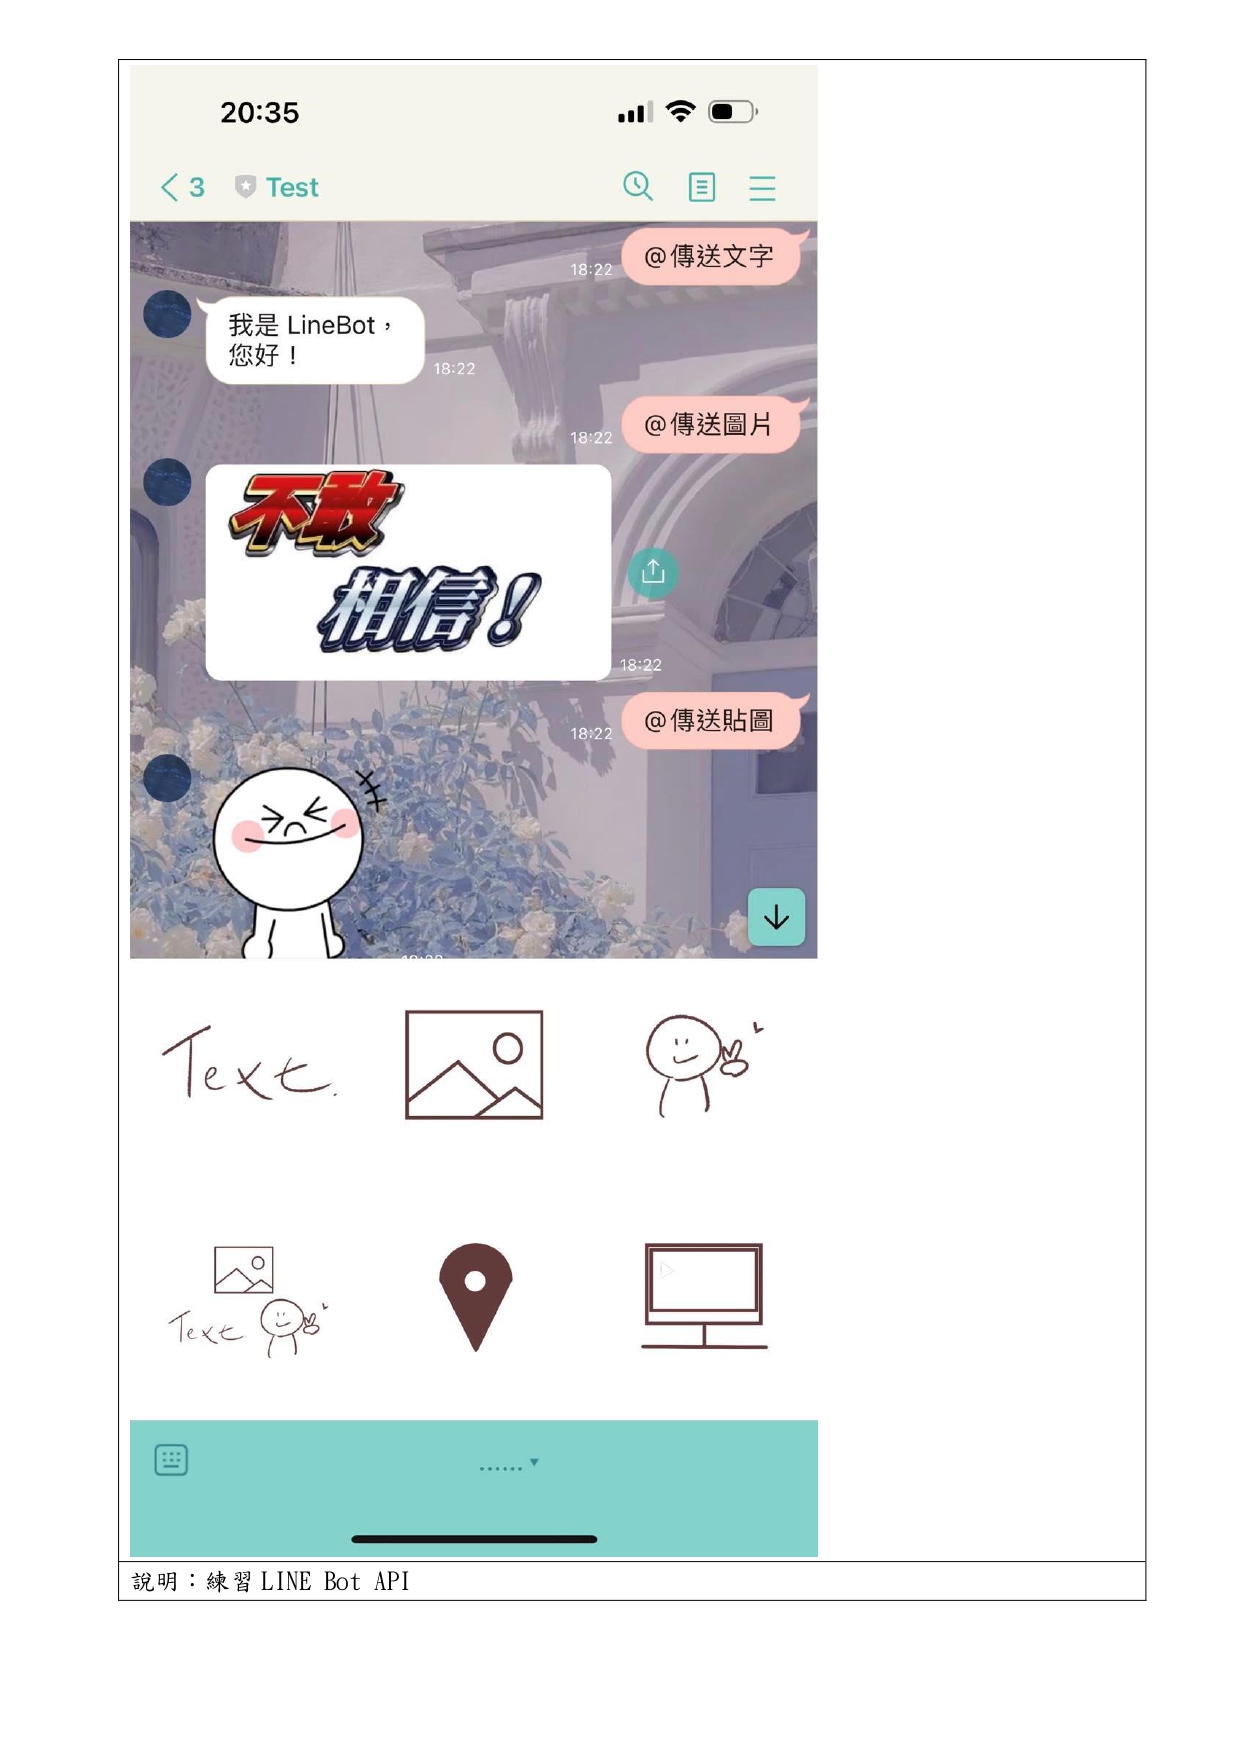 20:35
3 Test
@傳送文字
18:22
我是 LineBot，
您好！
18:22
@傳送圖片
18:22
不敢
相信！
18:22
@傳送貼圖
18:22
Text.
Text
......
說明：練習 LINE Bot API